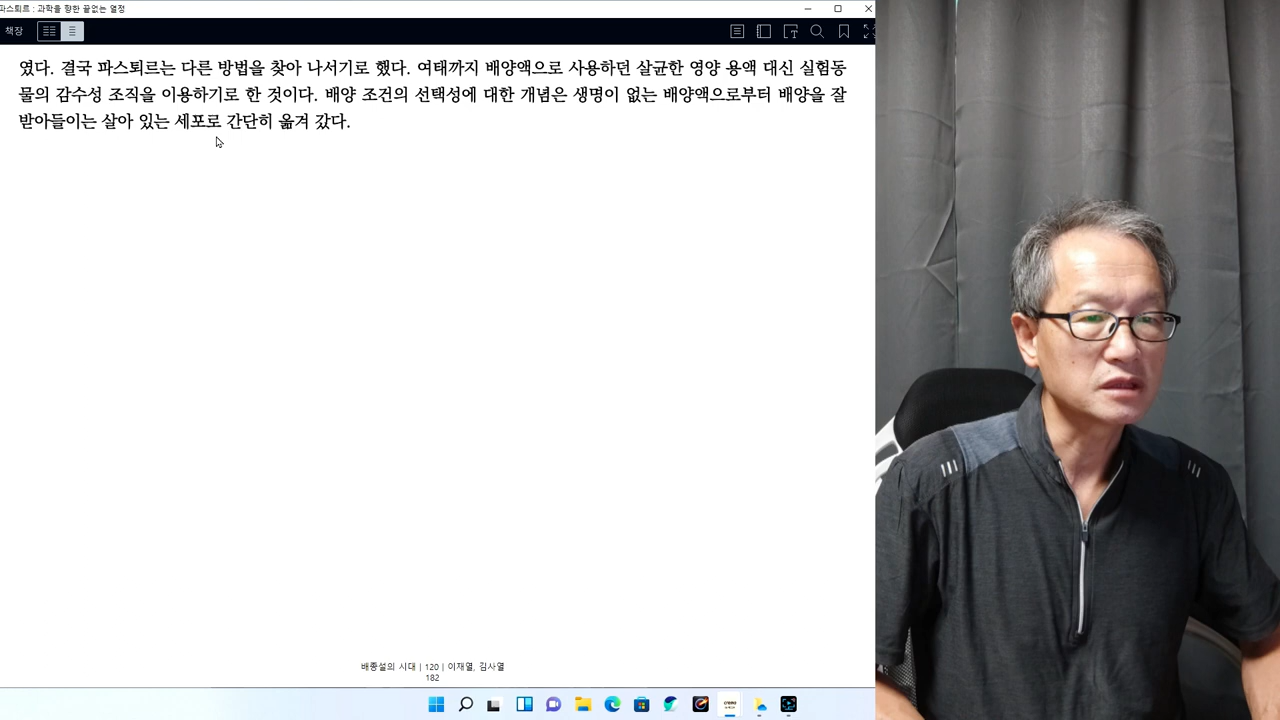 파스퇴르 : 과학을 향한 끝없는 열정
책장
였다. 결국 파스퇴르는 다른 방법을 찾아 나서기로 했다. 여태까지 배양액으로 사용하던 살균한 영양 용액 대신 실험동
물의 감수성 조직을 이용하기로 한 것이다. 배양 조건의 선택성에 대한 개념은 생명이 없는 배양액으로부터 배양을 잘
받아들이는 살아 있는 세포로 간단히 옮겨 갔다.
배종설의 시대 | 120 | 이재열, 김사열
182